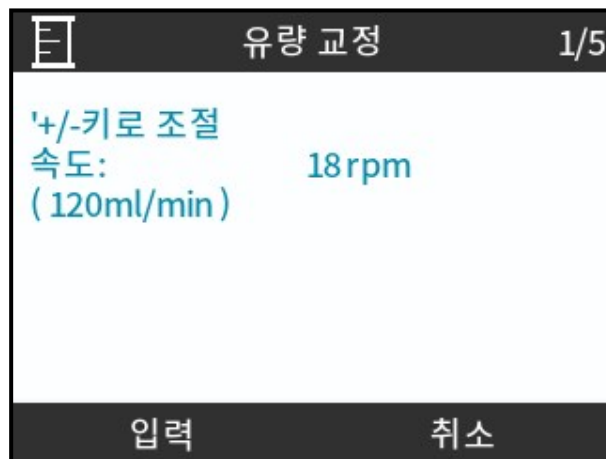 유량 교정 1/5
'+/-키로 조절
속도: 18 rpm
( 120ml/min )
입력 취소